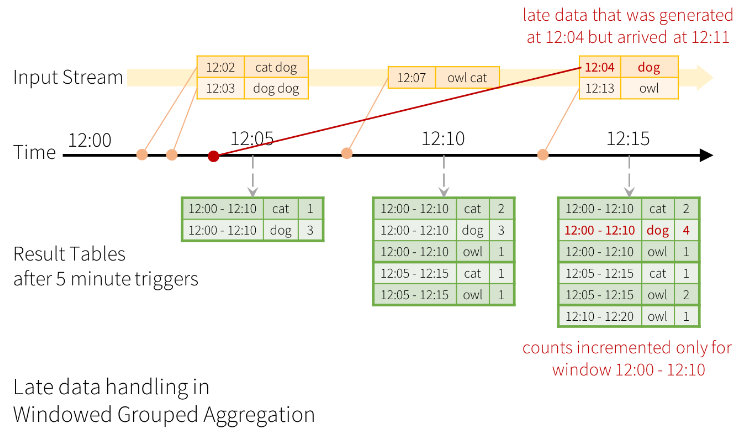 late data that was generated
at 12:04 but arrived at 12:11
Input Stream
12:02 cat dog
12:03 dog dog
12:07 owl cat
12:04 dog
12:13 owl
Time
12:00
12:05
12:10
12:15
12:00 - 12:10 cat 1
12:00 - 12:10 dog 3
12:00 - 12:10 cat 2
12:00 - 12:10 dog 3
12:00 - 12:10 owl 1
12:05 - 12:15 cat 1
12:05 - 12:15 owl 1
12:00 - 12:10 cat 2
12:00 - 12:10 dog 4
12:00 - 12:10 owl 1
12:05 - 12:15 cat 1
12:05 - 12:15 owl 2
12:10 - 12:20 owl 1
Result Tables
after 5 minute triggers
counts incremented only for
window 12:00 - 12:10
Late data handling in
Windowed Grouped Aggregation